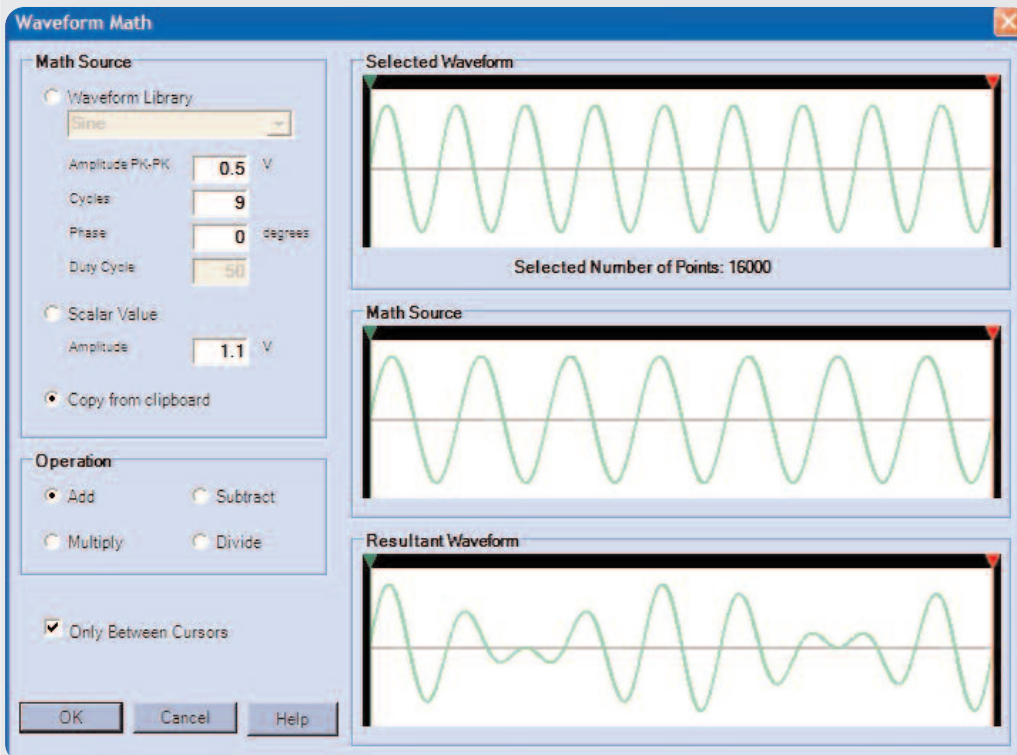 Waveform Math
Math Source
Waveform Library
Sine
Amplitude PK-PK 0.5 V
Cycles 9
Phase 0 degrees
Duty Cycle 50
Scalar Value
Amplitude 1.1 V
Copy from clipboard
Operation
Add Subtract
Multiply Divide
Only Between Cursors
OK Cancel Help
Selected Waveform
Selected Number of Points: 16000
Math Source
Resultant Waveform